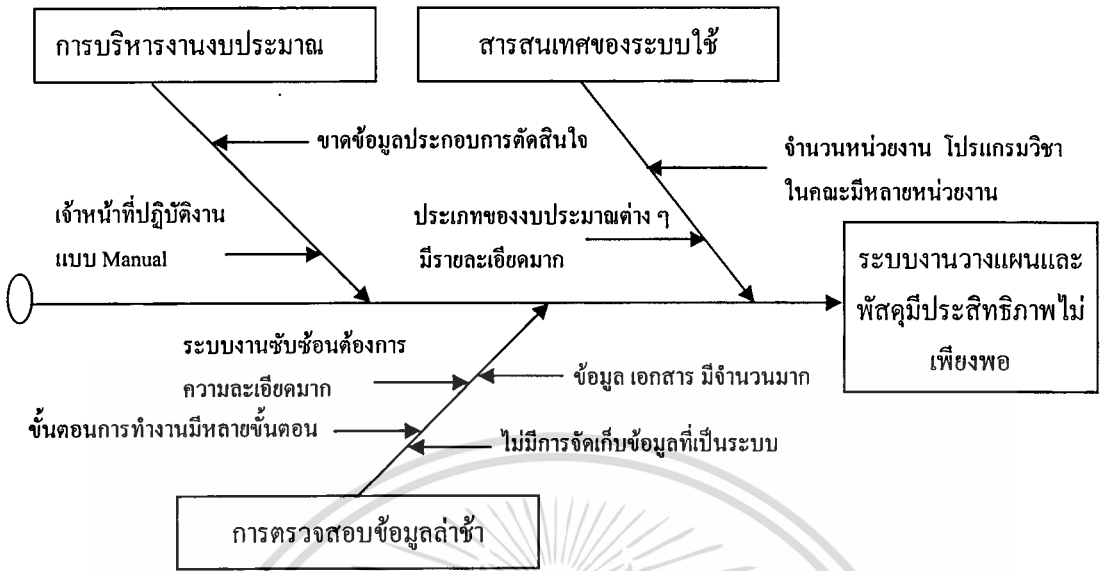 การบริหารงานงบประมาณ
สารสนเทศของระบบใช้
ขาดข้อมูลประกอบการตัดสินใจ
จำนวนหน่วยงาน โปรแกรมวิชา
ในคณะมีหลายหน่วยงาน
เจ้าหน้าที่ปฏิบัติงาน
แบบ Manual
ประเภทของงบประมาณต่าง ๆ
มีรายละเอียดมาก
ระบบงานวางแผนและ
พัสดุมีประสิทธิภาพไม่
เพียงพอ
ระบบงานซับซ้อนต้องการ
ความละเอียดมาก
ข้อมูล เอกสาร มีจำนวนมาก
ขั้นตอนการทำงานมีหลายขั้นตอน
ไม่มีการจัดเก็บข้อมูลที่เป็นระบบ
การตรวจสอบข้อมูลล่าช้า